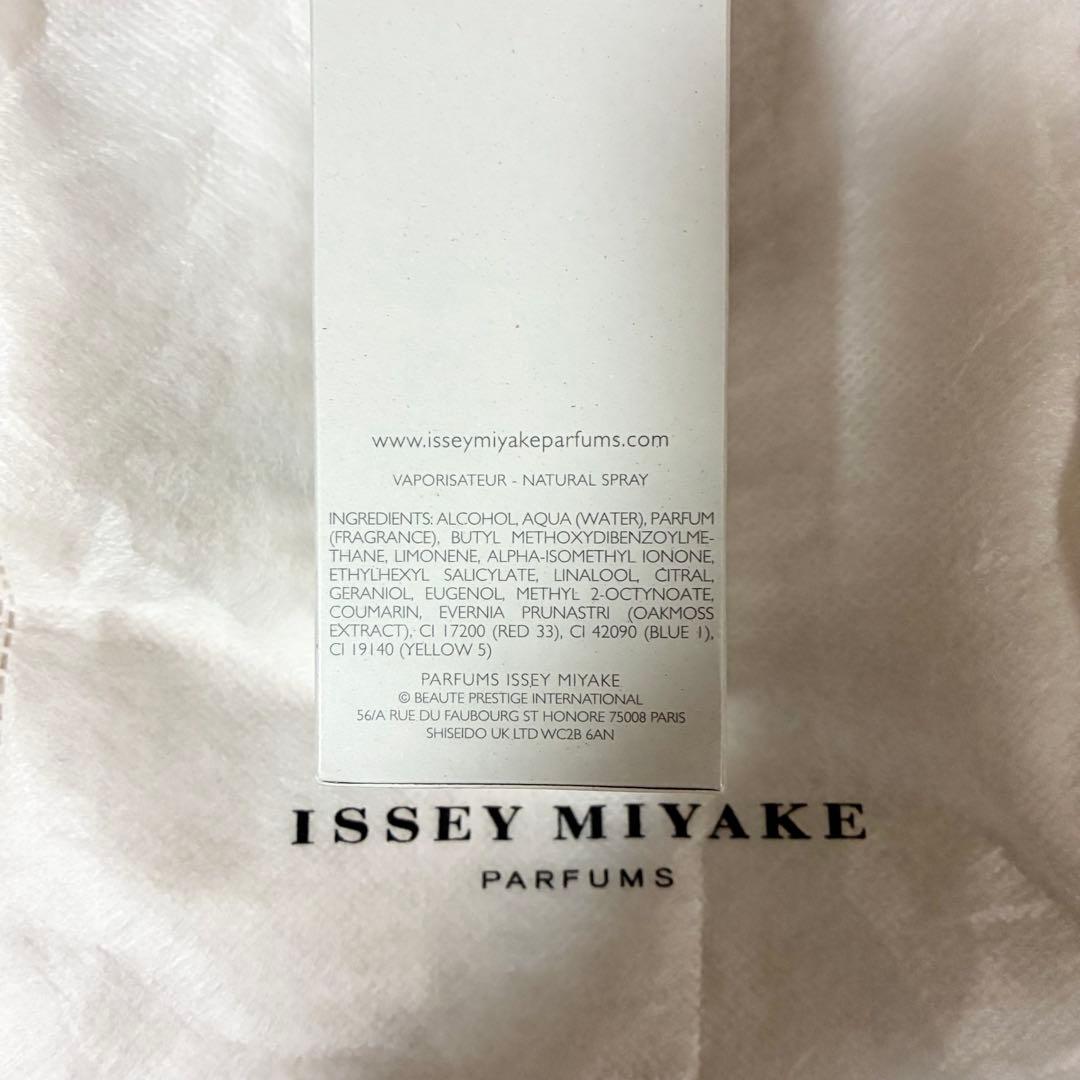 www.isseymiyakeparfums.com
VAPORISATEUR - NATURAL SPRAY
INGREDIENTS: ALCOHOL, AQUA (WATER), PARFUM
(FRAGRANCE), BUTYL METHOXYDIBENZOYLME-
THANE, LIMONENE, ALPHA-ISOMETHYL IONONE,
ETHYLHEXYL SALICYLATE, LINALOOL, CITRAL,
GERANIOL, EUGENOL, METHYL 2-OCTYNOATE,
COUMARIN, EVERNIA PRUNASTRI (OAKMOSS
EXTRACT), CI 17200 (RED 33), CI 42090 (BLUE 1),
CI 19140 (YELLOW 5)
PARFUMS ISSEY MIYAKE
© BEAUTE PRESTIGE INTERNATIONAL
56/A RUE DU FAUBOURG ST HONORE 75008 PARIS
SHISEIDO UK LTD WC2B 6AN
ISSEY MIYAKE
PARFUMS